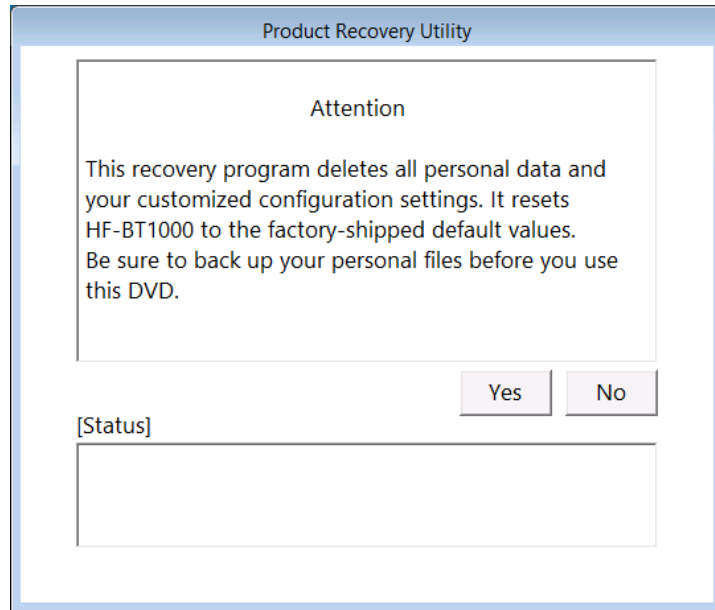 Product Recovery Utility
Attention
This recovery program deletes all personal data and
your customized configuration settings. It resets
HF-BT1000 to the factory-shipped default values.
Be sure to back up your personal files before you use
this DVD.
Yes No
[Status]